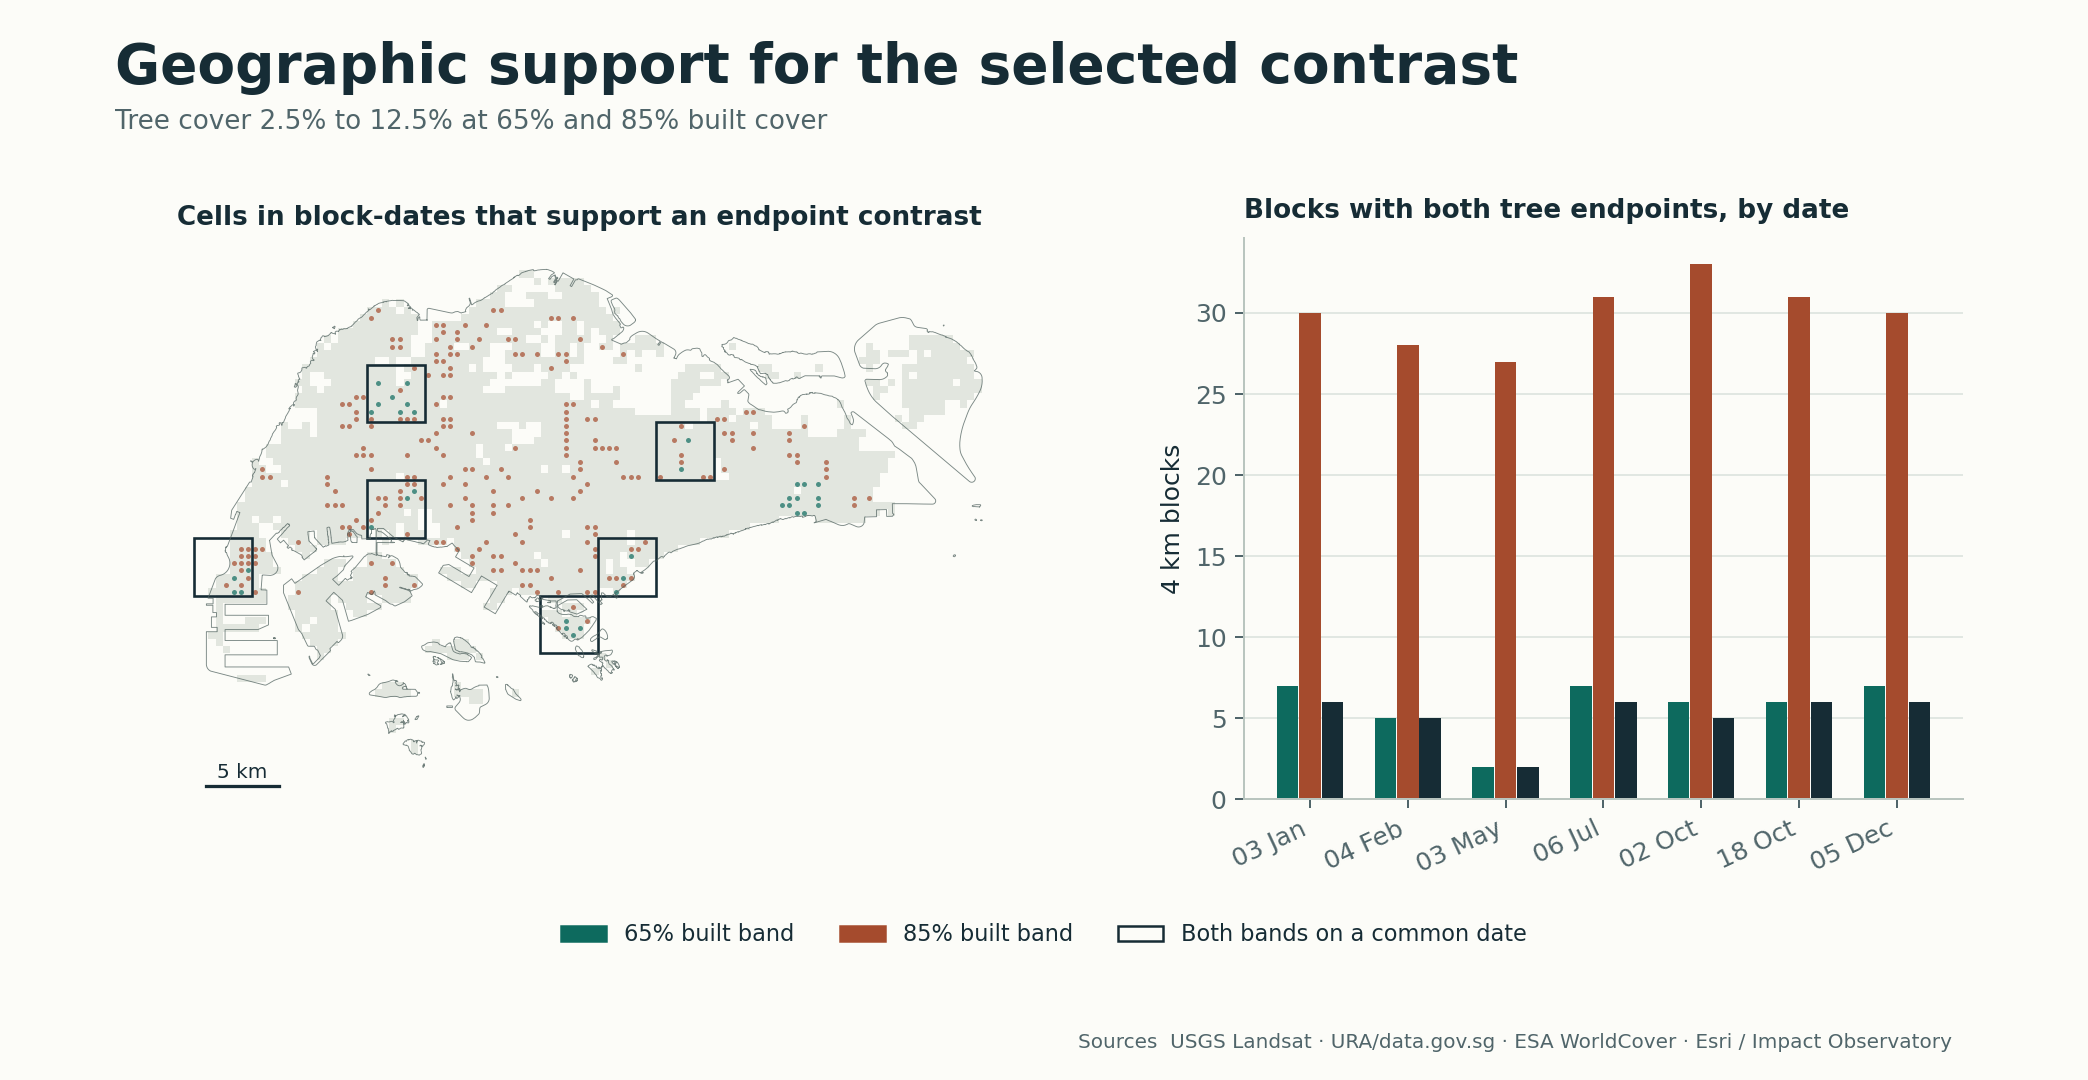 Geographic support for the selected contrast
Tree cover 2.5% to 12.5% at 65% and 85% built cover
Cells in block-dates that support an endpoint contrast
5 km
Blocks with both tree endpoints, by date
4 km blocks
30
25
20
15
10
5
0
03 Jan
04 Feb
03 May
06 Jul
02 Oct
18 Oct
05 Dec
65% built band
85% built band
Both bands on a common date
Sources  USGS Landsat · URA/data.gov.sg · ESA WorldCover · Esri / Impact Observatory